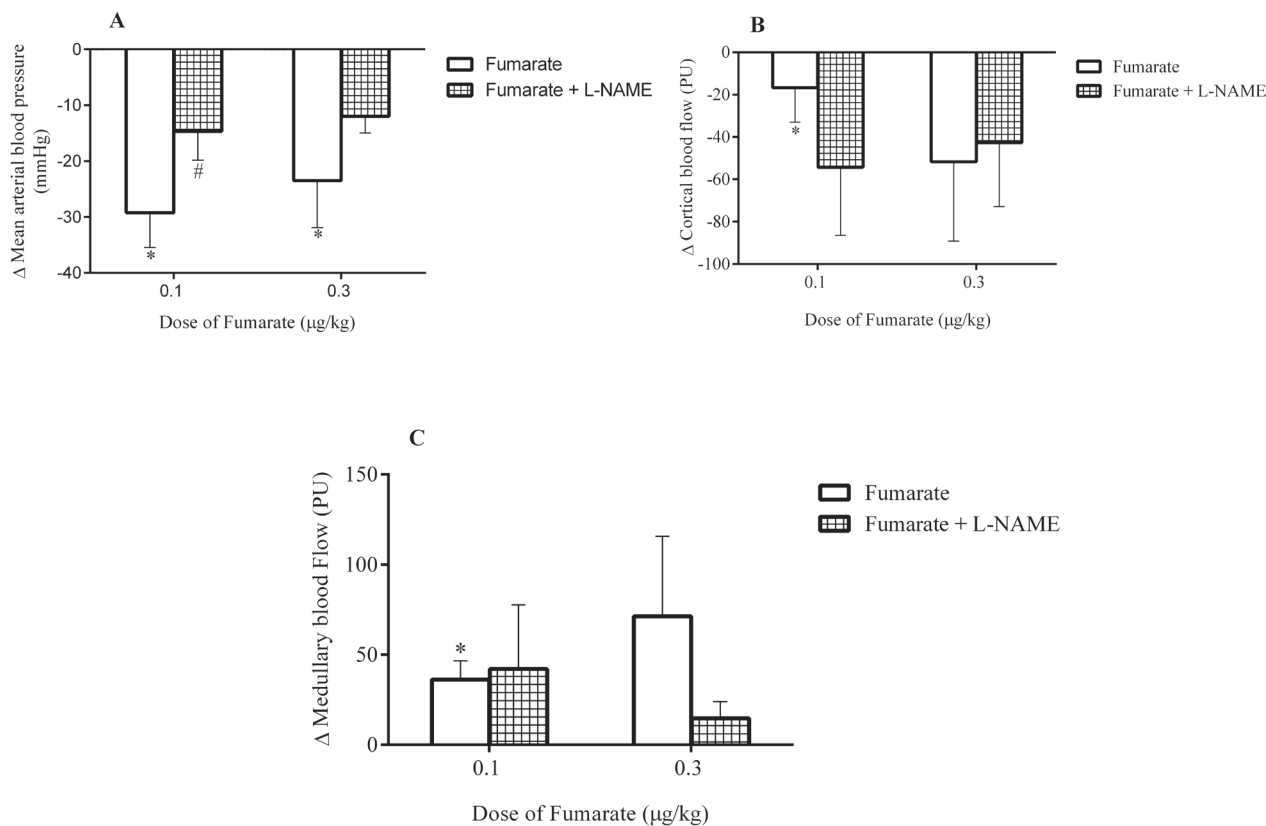 A
Δ Mean arterial blood pressure
(mmHg)
0
-10
-20
-30
-40
*
#
*
0.1
0.3
Dose of Fumarate (μg/kg)
Fumarate
Fumarate + L-NAME
B
Δ Cortical blood flow (PU)
0
-20
-40
-60
-80
-100
*
0.1
0.3
Dose of Fumarate (μg/kg)
Fumarate
Fumarate + L-NAME
C
Δ Medullary blood Flow (PU)
150
100
50
0
*
0.1
0.3
Dose of Fumarate (μg/kg)
Fumarate
Fumarate + L-NAME